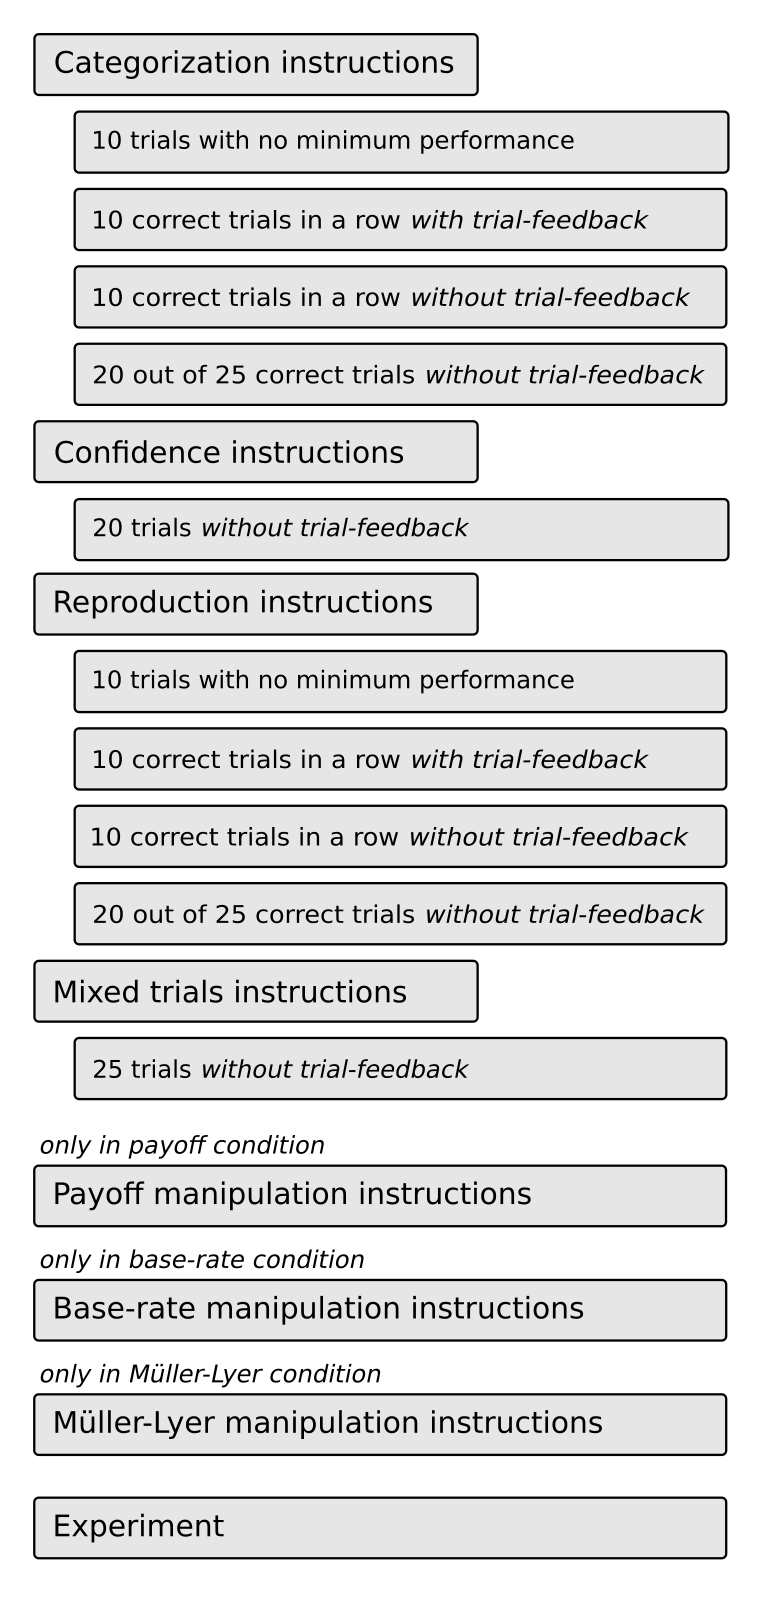 Categorization instructions
10 trials with no minimum performance
10 correct trials in a row with trial-feedback
10 correct trials in a row without trial-feedback
20 out of 25 correct trials without trial-feedback
Confidence instructions
20 trials without trial-feedback
Reproduction instructions
10 trials with no minimum performance
10 correct trials in a row with trial-feedback
10 correct trials in a row without trial-feedback
20 out of 25 correct trials without trial-feedback
Mixed trials instructions
25 trials without trial-feedback
only in payoff condition
Payoff manipulation instructions
only in base-rate condition
Base-rate manipulation instructions
only in Müller-Lyer condition
Müller-Lyer manipulation instructions
Experiment